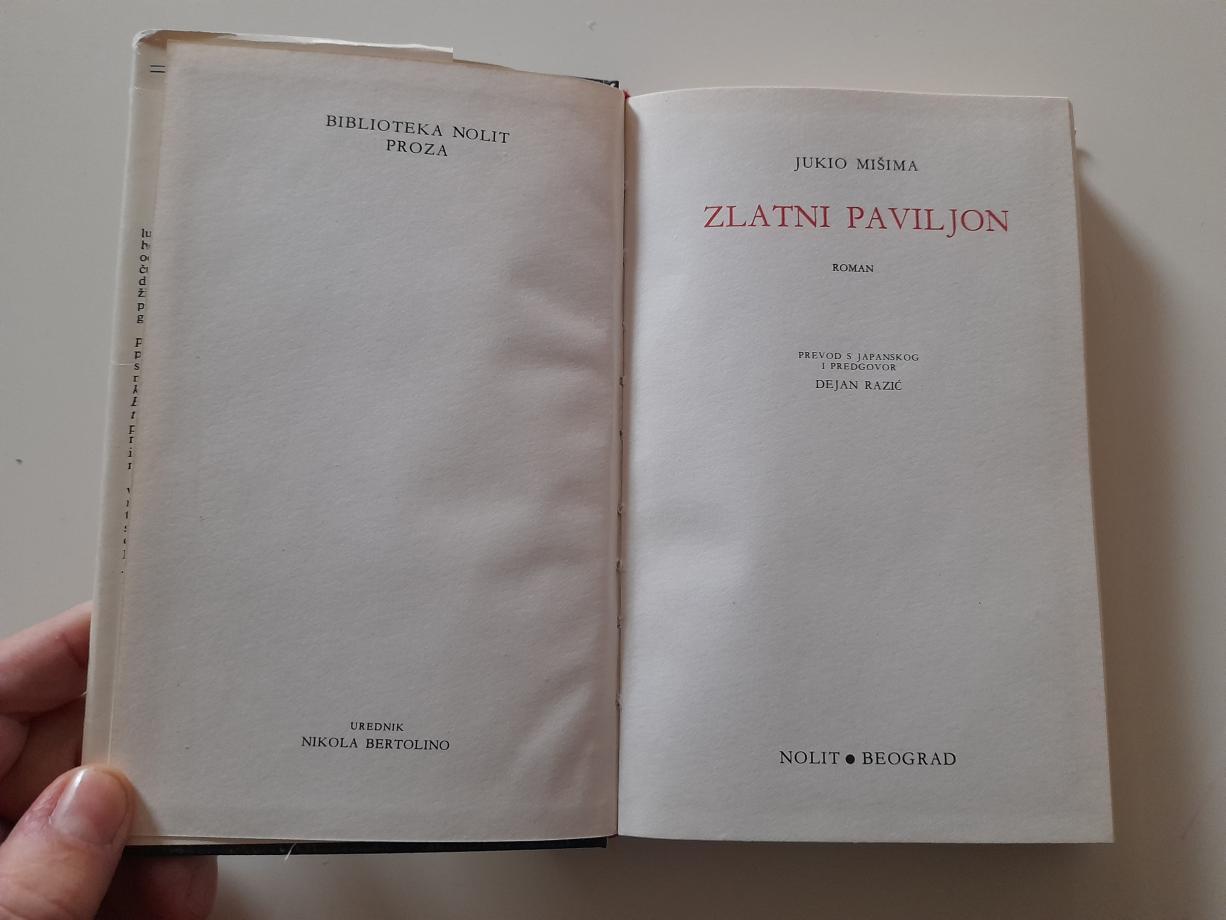 BIBLIOTEKA NOLIT
PROZA
UREDNIK
NIKOLA BERTOLINO
JUKIO MIŠIMA
ZLATNI PAVILJON
ROMAN
PREVOD S JAPANSKOG
I PREDGOVOR
DEJAN RAZIĆ
NOLIT ● BEOGRAD